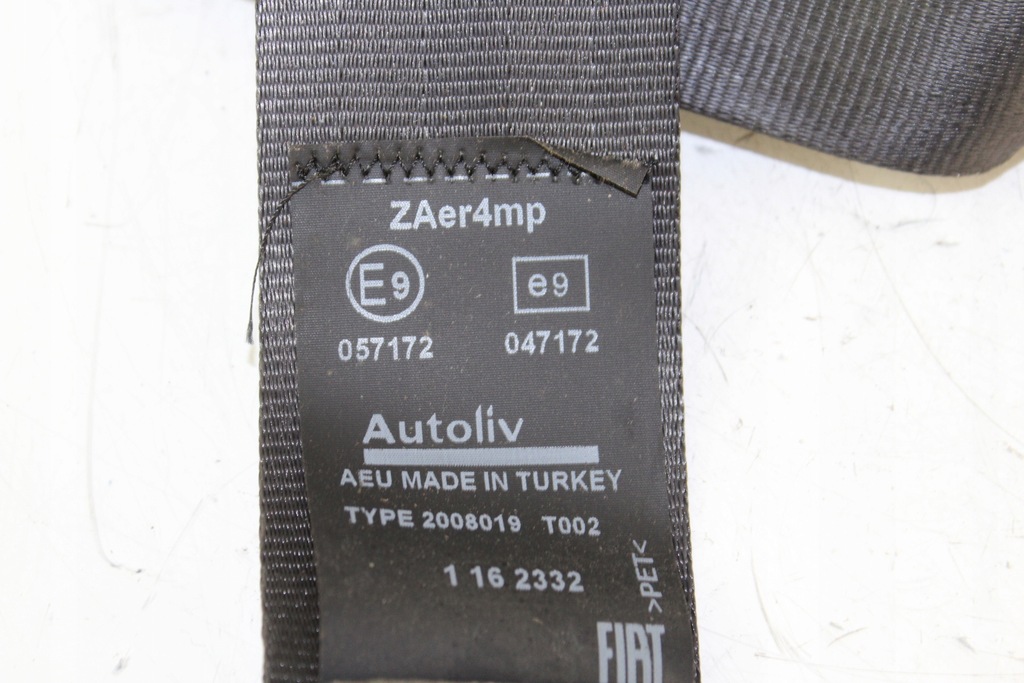 ZAer4mp
E9 e9
057172 047172
Autoliv
AEU MADE IN TURKEY
TYPE 2008019 T002
1 16 2332
>PET<
FIAT